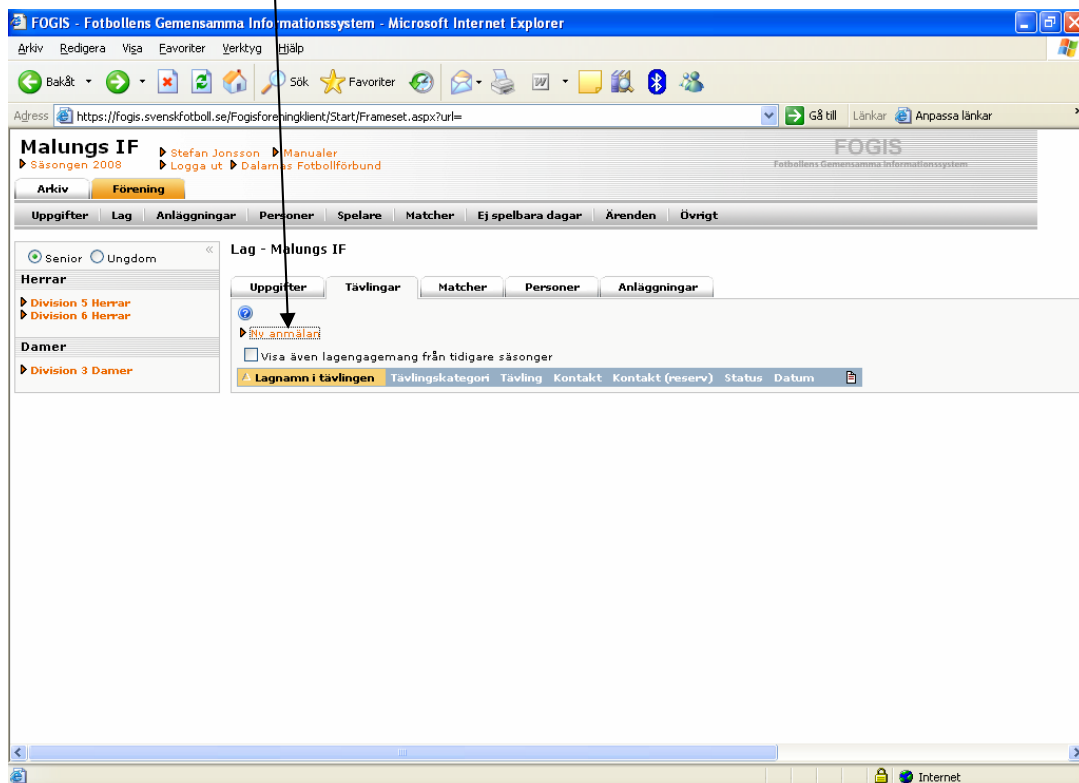 FOGIS - Fotbollens Gemensamma Informationssystem - Microsoft Internet Explorer
Arkiv Redigera Visa Favoriter Verktyg Hjälp
Bakåt Sök Favoriter
Adress https://fogis.svenskfotboll.se/Fogisforeningklient/Start/Frameset.aspx?url= Gå till Länkar Anpassa länkar
Malungs IF Stefan Jonsson Manualer FOGIS
Säsongen 2008 Logga ut Dalarnas Fotbollförbund Fotbollens Gemensamma Informationssystem
Arkiv Förening
Uppgifter Lag Anläggningar Personer Spelare Matcher Ej spelbara dagar Ärenden Övrigt
Senior Ungdom
Herrar
Division 5 Herrar
Division 6 Herrar
Damer
Division 3 Damer
Lag - Malungs IF
Uppgifter Tävlingar Matcher Personer Anläggningar
Ny anmälan
Visa även lagengagemang från tidigare säsonger
Lagnamn i tävlingen Tävlingskategori Tävling Kontakt Kontakt (reserv) Status Datum
Internet